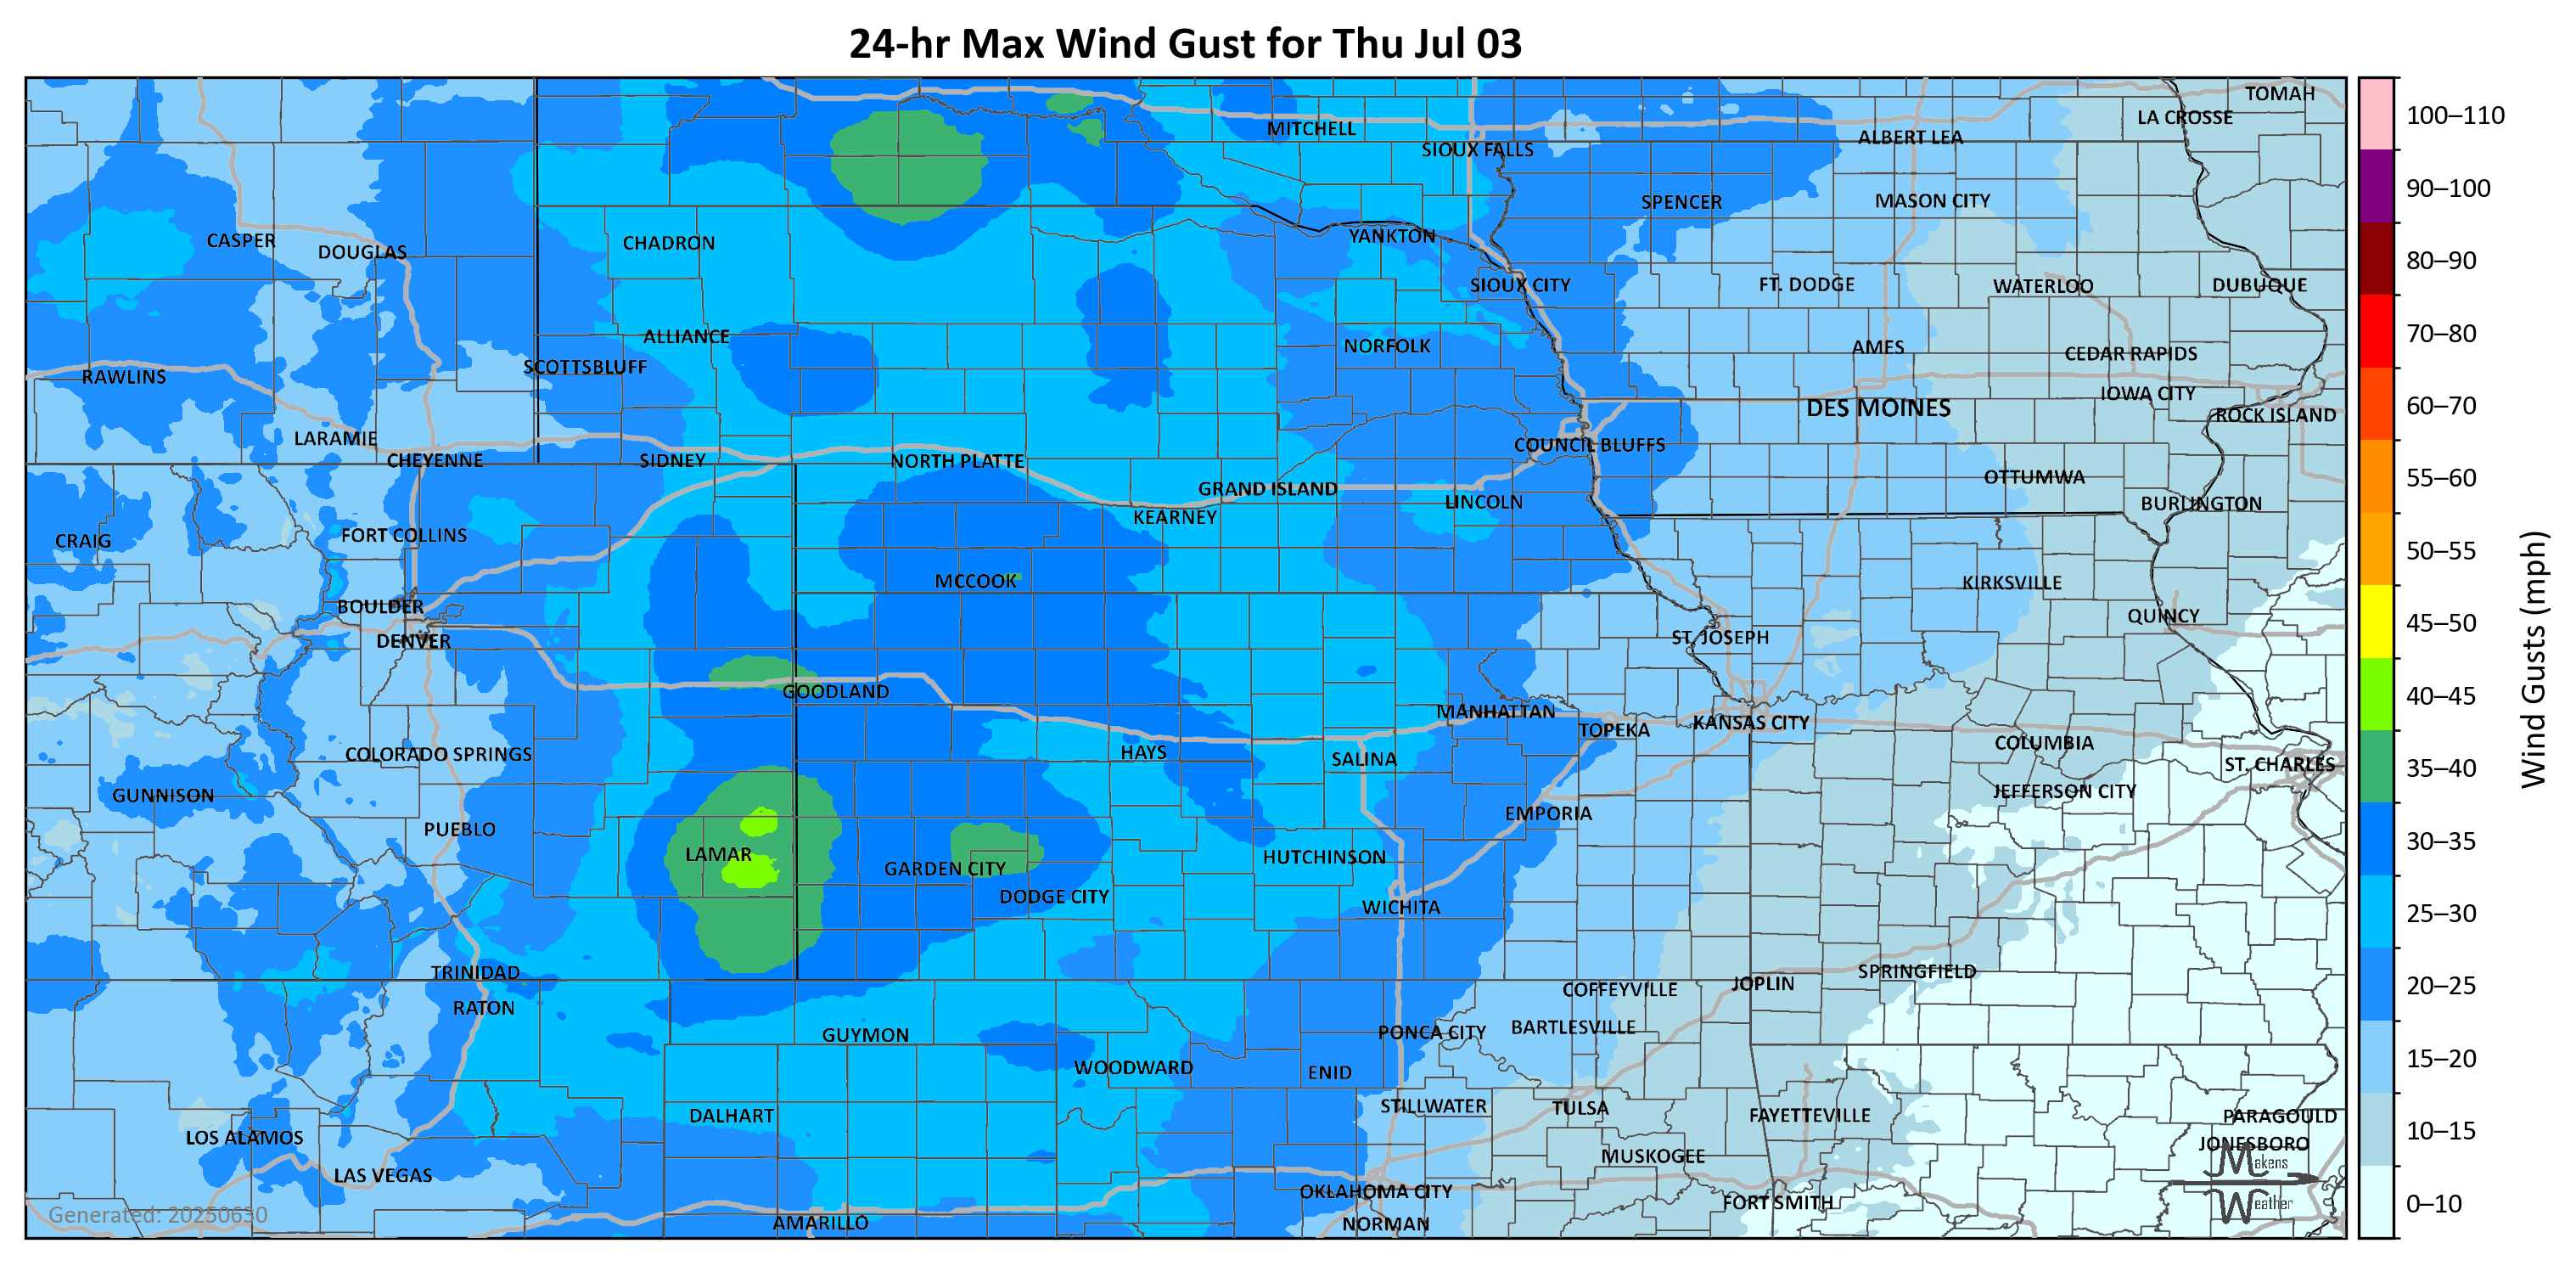 24-hr Max Wind Gust for Thu Jul 03
TOMAH
LA CROSSE
MITCHELL
ALBERT LEA
SIOUX FALLS
SPENCER
MASON CITY
CASPER
DOUGLAS
CHADRON
YANKTON
SIOUX CITY
FT. DODGE
WATERLOO
DUBUQUE
ALLIANCE
NORFOLK
AMES
CEDAR RAPIDS
SCOTTSBLUFF
RAWLINS
IOWA CITY
DES MOINES
ROCK ISLAND
LARAMIE
COUNCIL BLUFFS
CHEYENNE
SIDNEY
NORTH PLATTE
OTTUMWA
GRAND ISLAND
LINCOLN
BURLINGTON
KEARNEY
FORT COLLINS
CRAIG
MCCOOK
KIRKSVILLE
BOULDER
QUINCY
DENVER
ST. JOSEPH
GOODLAND
MANHATTAN
KANSAS CITY
TOPEKA
COLUMBIA
COLORADO SPRINGS
HAYS
SALINA
ST. CHARLES
GUNNISON
JEFFERSON CITY
EMPORIA
PUEBLO
LAMAR
HUTCHINSON
GARDEN CITY
DODGE CITY
WICHITA
TRINIDAD
SPRINGFIELD
JOPLIN
COFFEYVILLE
RATON
BARTLESVILLE
PONCA CITY
GUYMON
WOODWARD
ENID
STILLWATER
TULSA
DALHART
FAYETTEVILLE
PARAGOULD
LOS ALAMOS
JONESBORO
MUSKOGEE
LAS VEGAS
OKLAHOMA CITY
FORT SMITH
AMARILLO
NORMAN
Generated: 20250630
Makens
Weather
100–110
90–100
80–90
70–80
60–70
55–60
50–55
45–50
40–45
35–40
30–35
25–30
20–25
15–20
10–15
0–10
Wind Gusts (mph)